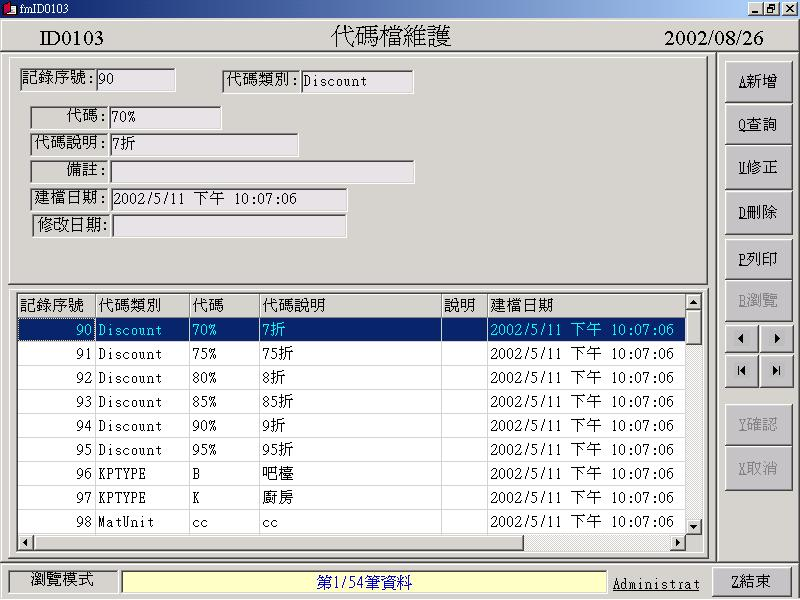 fmID0103
ID0103 代碼檔維護 2002/08/26
記錄序號: 90 代碼類別: Discount
代碼: 70%
代碼說明: 7折
備註:
建檔日期: 2002/5/11 下午 10:07:06
修改日期:
A新增
Q查詢
U修正
D刪除
P列印
B瀏覽
Y確認
X取消
記錄序號 代碼類別 代碼 代碼說明 說明 建檔日期
90 Discount 70% 7折 2002/5/11 下午 10:07:06
91 Discount 75% 75折 2002/5/11 下午 10:07:06
92 Discount 80% 8折 2002/5/11 下午 10:07:06
93 Discount 85% 85折 2002/5/11 下午 10:07:06
94 Discount 90% 9折 2002/5/11 下午 10:07:06
95 Discount 95% 95折 2002/5/11 下午 10:07:06
96 KPTYPE B 吧檯 2002/5/11 下午 10:07:06
97 KPTYPE K 廚房 2002/5/11 下午 10:07:06
98 MatUnit cc cc 2002/5/11 下午 10:07:06
瀏覽模式 第1/54筆資料 Administrat Z結束